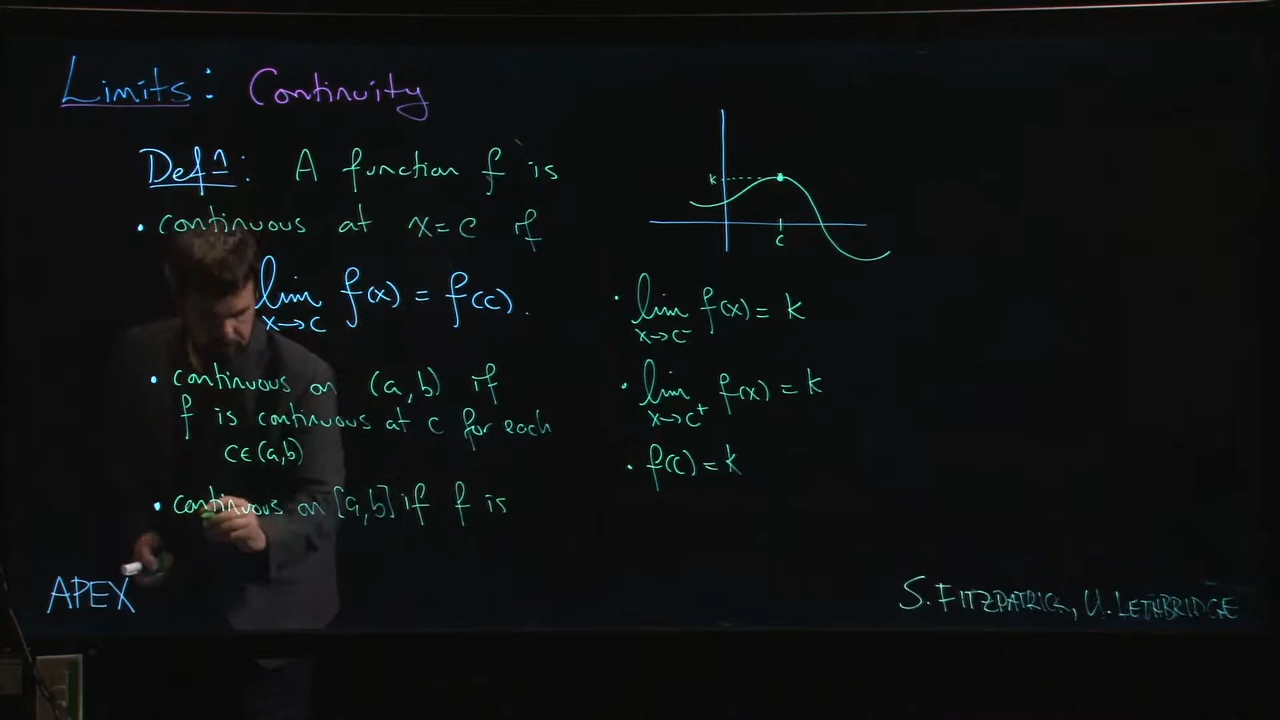 Limits: Continuity
Defⁿ: A function f is
• continuous at x=c if
lim x→c f(x) = f(c).
• continuous on (a,b) if
f is continuous at c for each
c∈(a,b)
• continuous on [a,b] if f is
k
c
• lim x→c⁻ f(x) = k
• lim x→c⁺ f(x) = k
• f(c) = k
APEX
S. FITZPATRICK, U. LETHBRIDGE